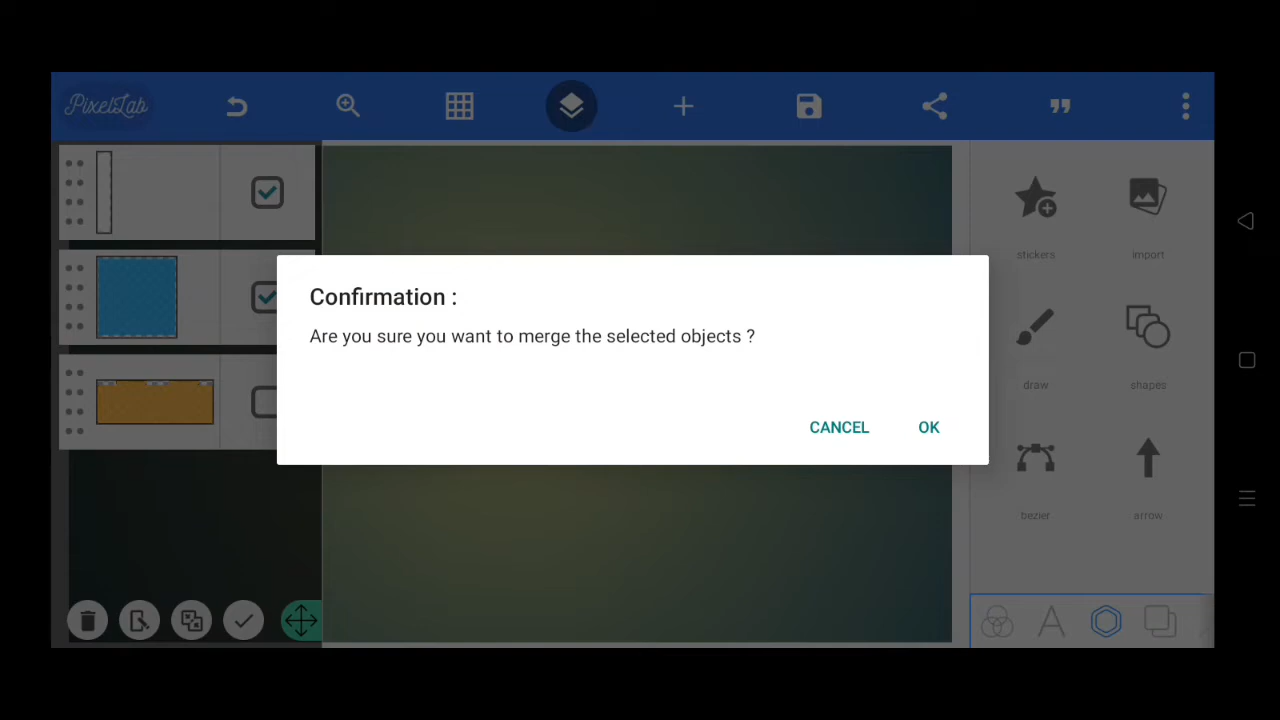 PixelLab
Confirmation :
Are you sure you want to merge the selected objects ?
CANCEL OK
stickers import
draw shapes
bezier arrow